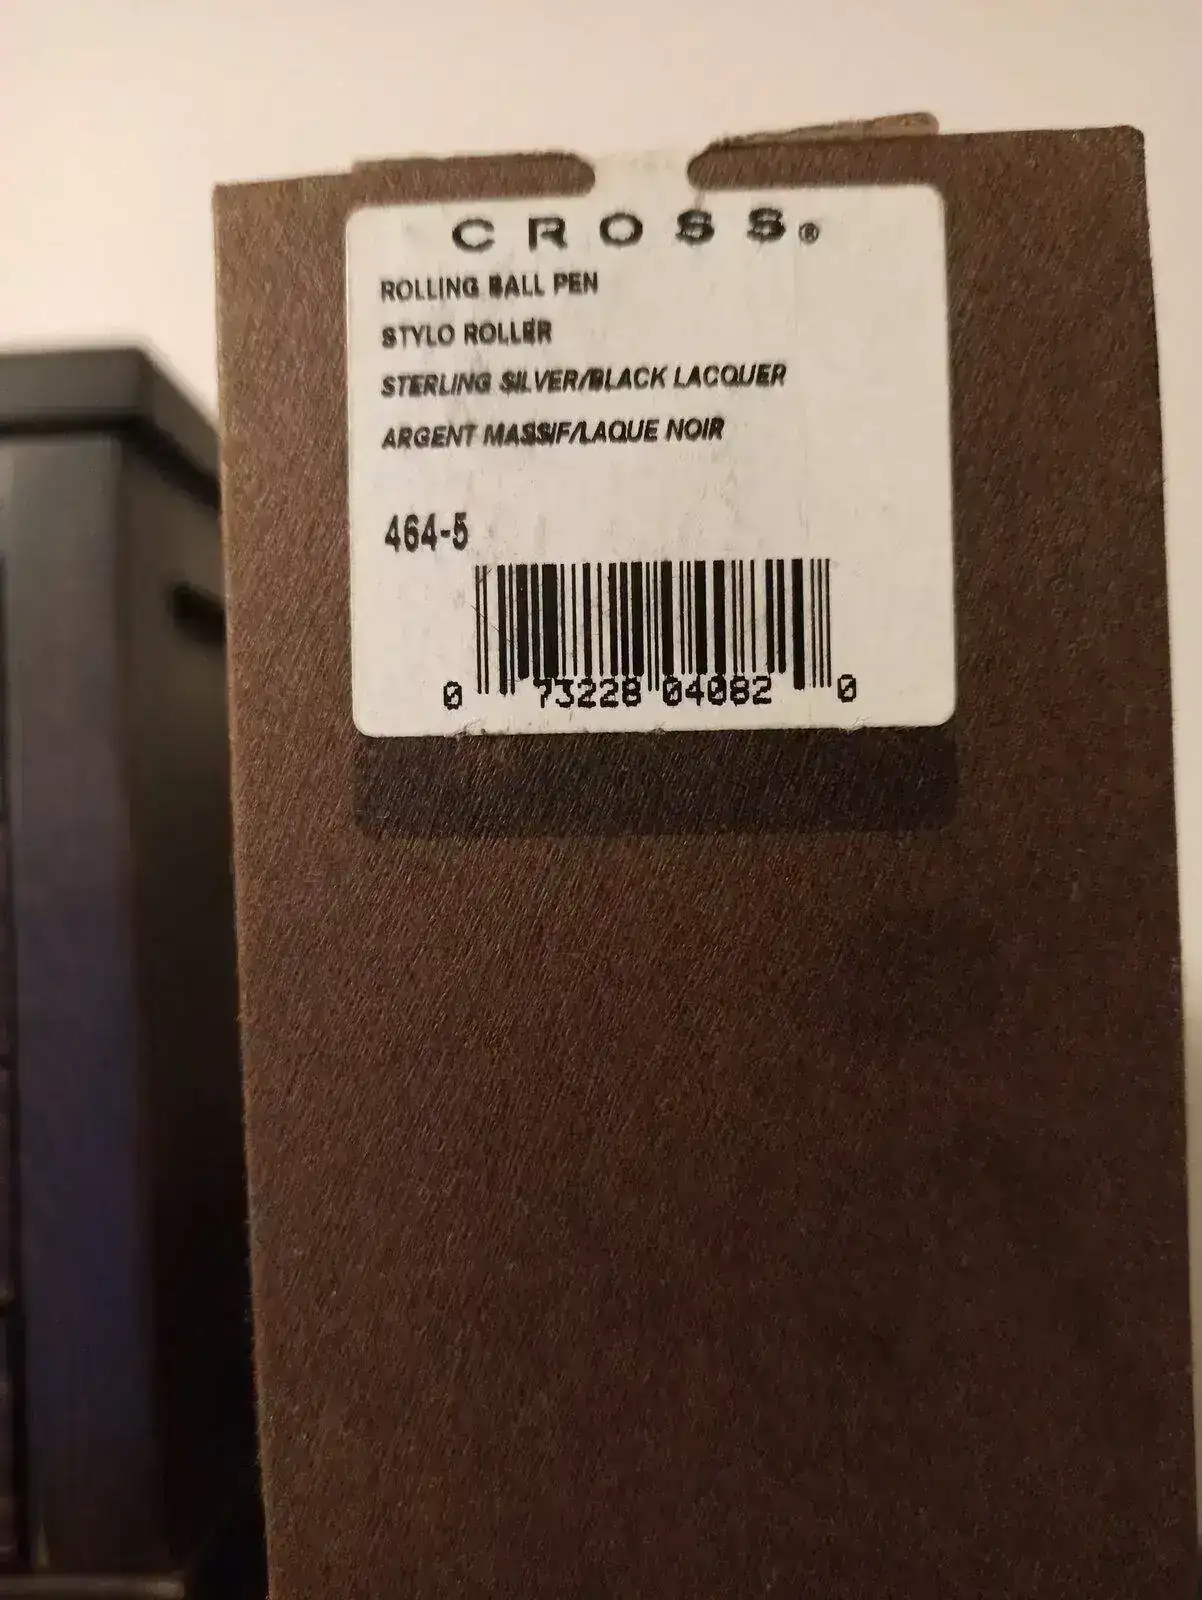 CROSS®
ROLLING BALL PEN
STYLO ROLLER
STERLING SILVER/BLACK LACQUER
ARGENT MASSIF/LAQUE NOIR
464-5
0 73228 04082 0